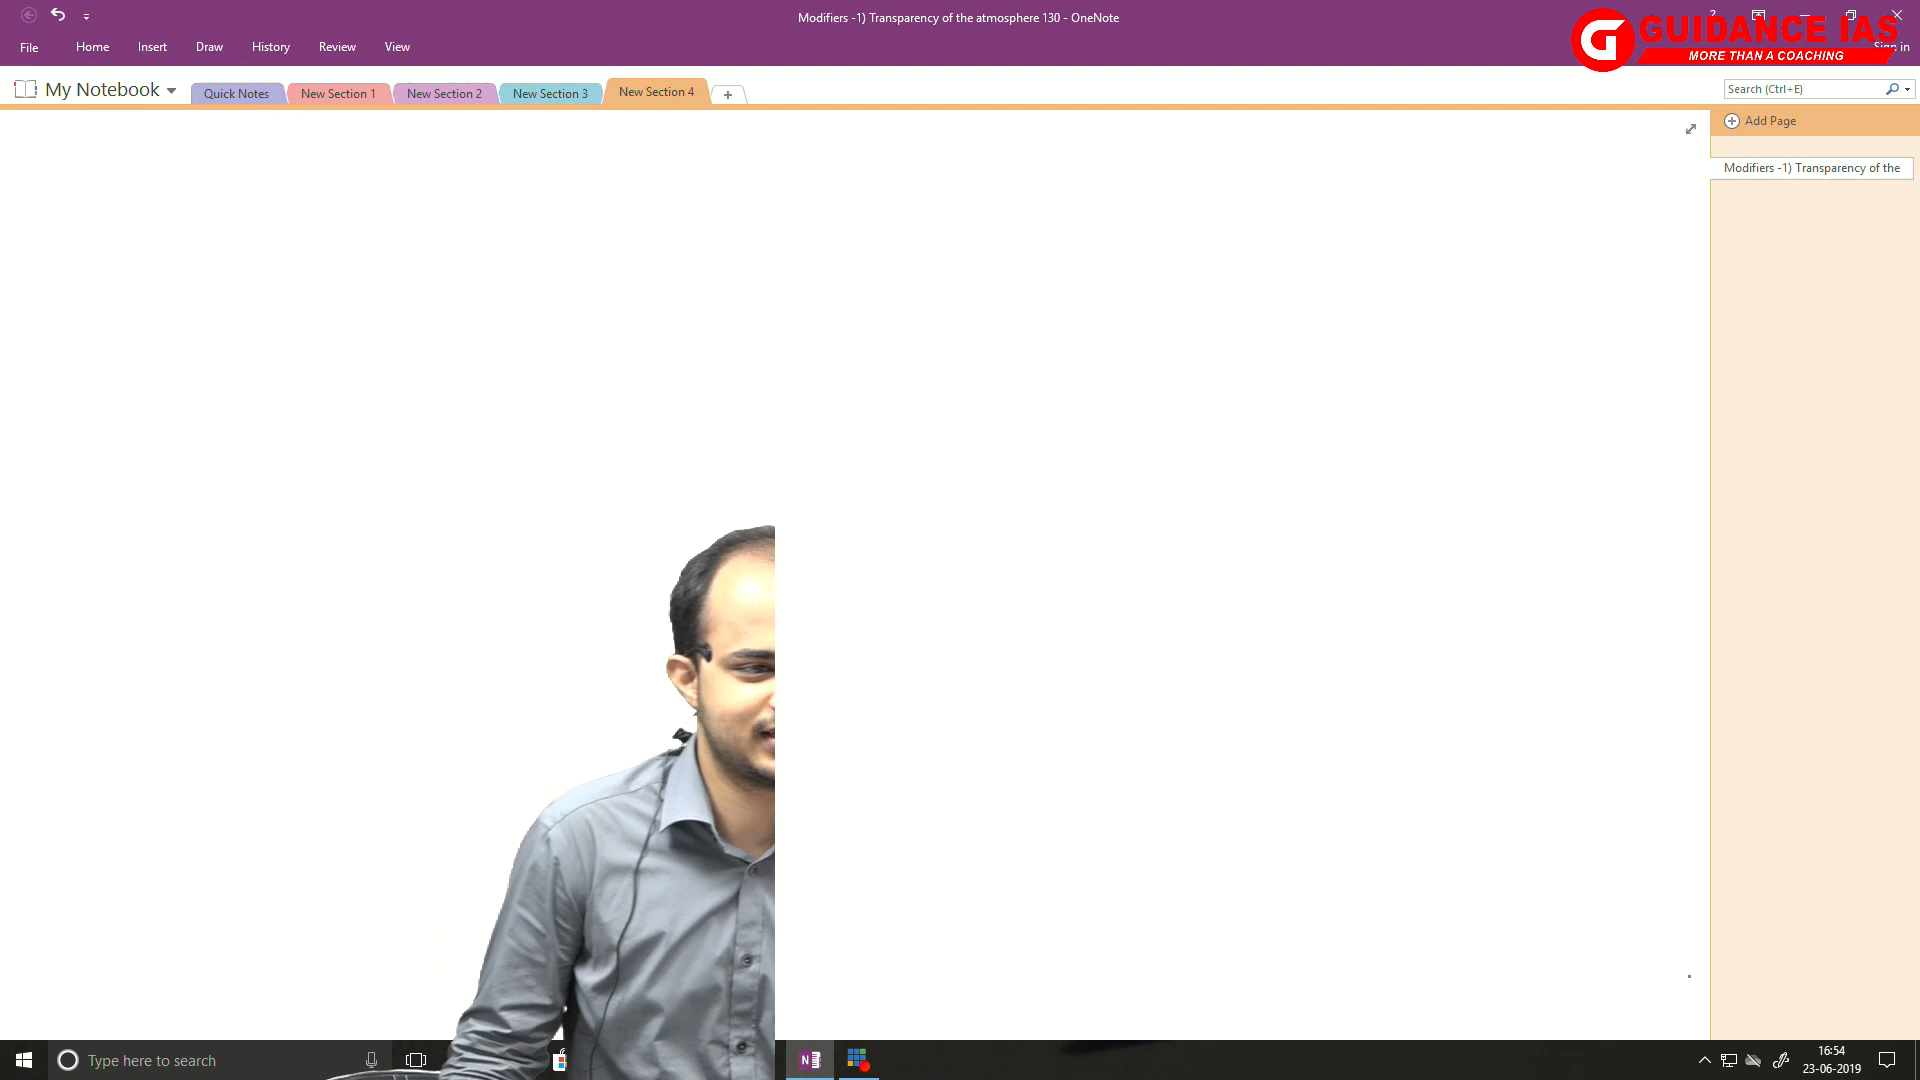 Modifiers -1) Transparency of the atmosphere 130 - OneNote
File Home Insert Draw History Review View
GUIDANCE IAS
MORE THAN A COACHING
Sign in
My Notebook Quick Notes New Section 1 New Section 2 New Section 3 New Section 4 +
Search (Ctrl+E)
Add Page
Modifiers -1) Transparency of the
Type here to search
16:54
23-06-2019